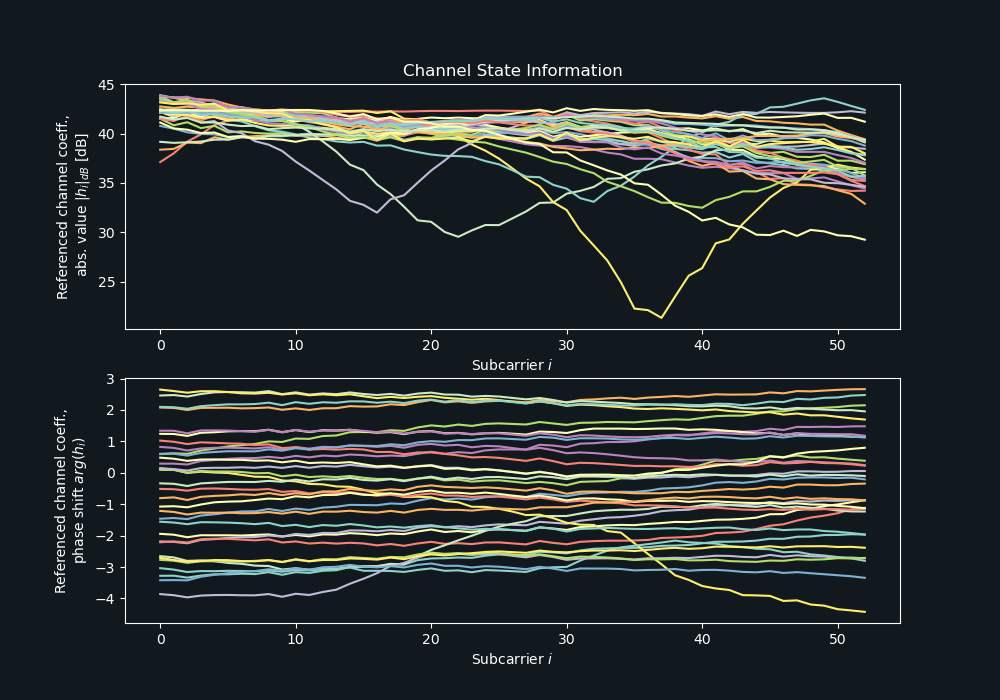 Channel State Information
Referenced channel coeff.,
abs. value |h_i|_{dB} [dB]
45
40
35
30
25
0 10 20 30 40 50
Subcarrier i
Referenced channel coeff.,
phase shift arg(h_i)
3
2
1
0
−1
−2
−3
−4
0 10 20 30 40 50
Subcarrier i